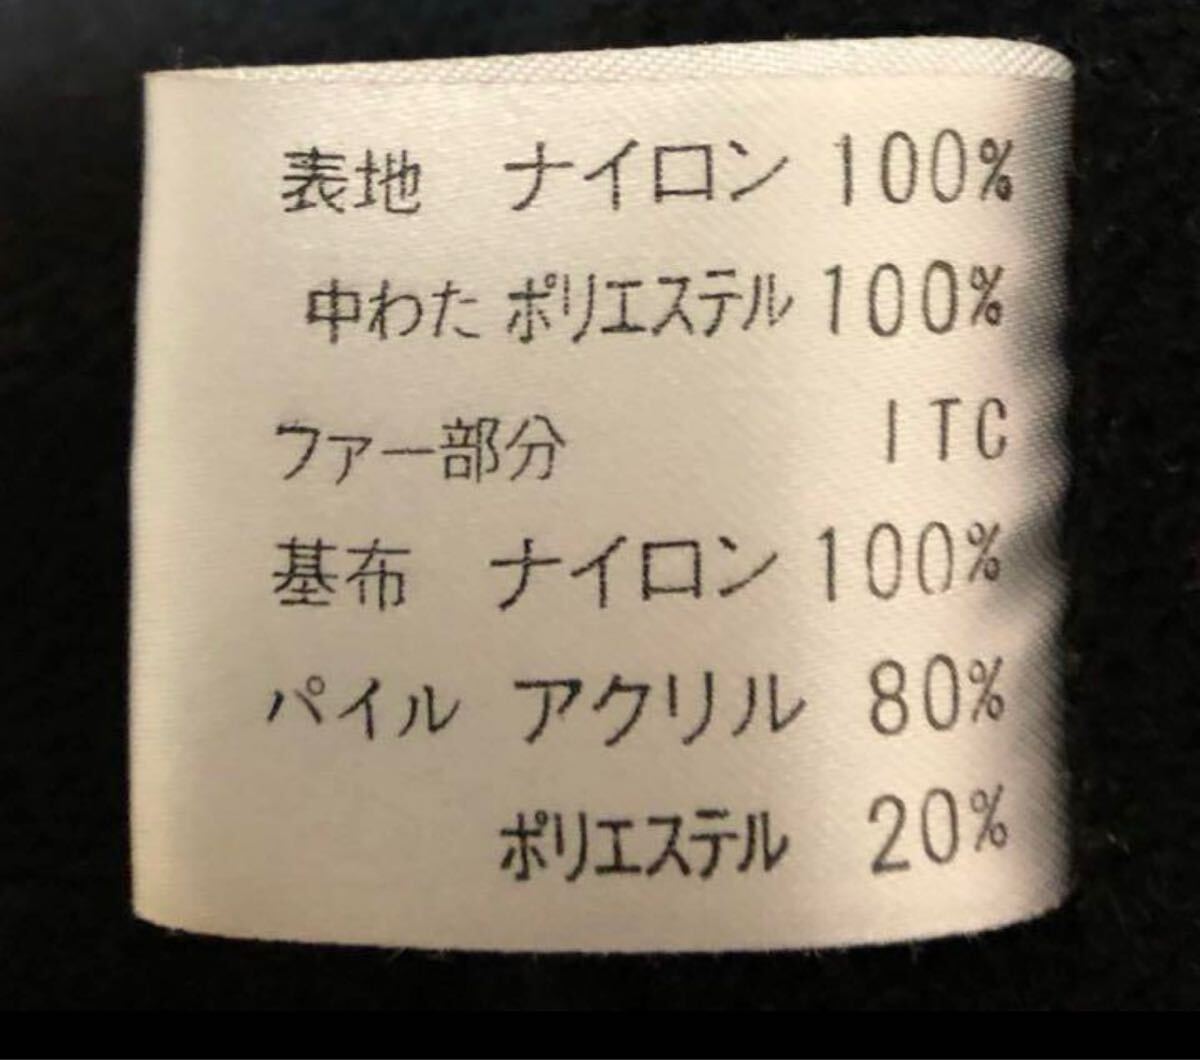 表地 ナイロン 100%
中わた ポリエステル 100%
ファー部分 ITC
基布 ナイロン 100%
パイル アクリル 80%
ポリエステル 20%